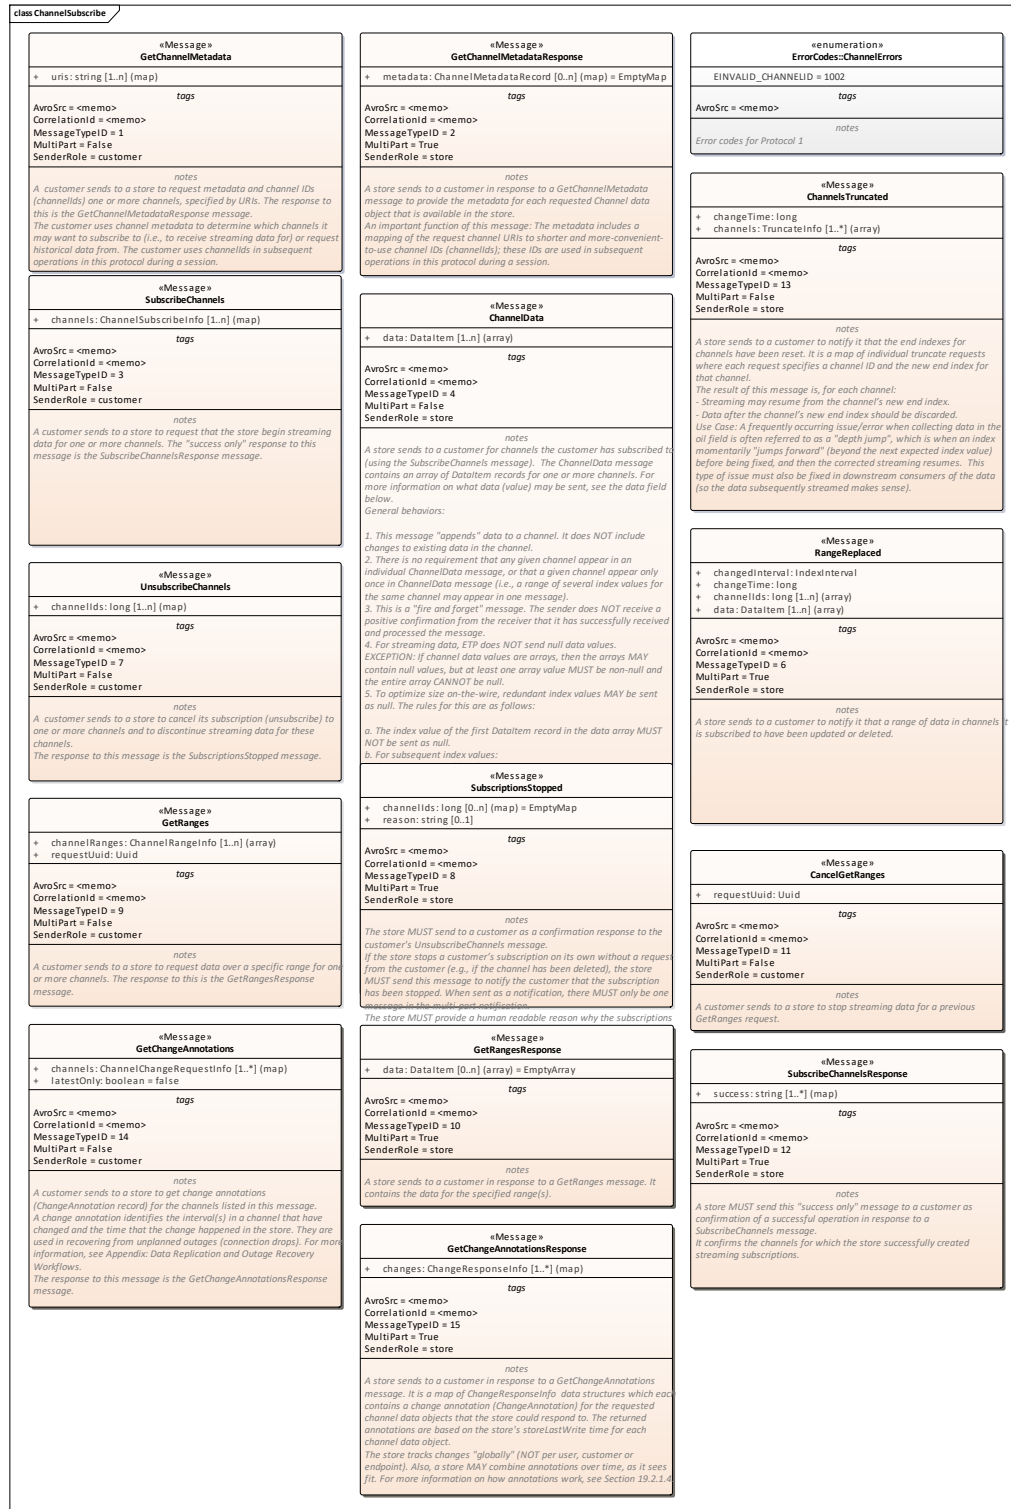 class ChannelSubscribe
«Message»
GetChannelMetadata
+ uris: string [1..n] (map)
tags
AvroSrc = <memo>
CorrelationId = <memo>
MessageTypeID = 1
MultiPart = False
SenderRole = customer
notes
A customer sends to a store to request metadata and channel IDs
(channelIds) one or more channels, specified by URIs. The response to
this is the GetChannelMetadataResponse message.
The customer uses channel metadata to determine which channels it
may want to subscribe to (i.e., to receive streaming data for) or request
historical data from. The customer uses channelIds in subsequent
operations in this protocol during a session.
«Message»
SubscribeChannels
+ channels: ChannelSubscribeInfo [1..n] (map)
tags
AvroSrc = <memo>
CorrelationId = <memo>
MessageTypeID = 3
MultiPart = False
SenderRole = customer
notes
A customer sends to a store to request that the store begin streaming
data for one or more channels. The "success only" response to this
message is the SubscribeChannelsResponse message.
«Message»
UnsubscribeChannels
+ channelIds: long [1..n] (map)
tags
AvroSrc = <memo>
CorrelationId = <memo>
MessageTypeID = 7
MultiPart = False
SenderRole = customer
notes
A customer sends to a store to cancel its subscription (unsubscribe) to
one or more channels and to discontinue streaming data for these
channels.
The response to this message is the SubscriptionsStopped message.
«Message»
GetRanges
+ channelRanges: ChannelRangeInfo [1..n] (array)
+ requestUuid: Uuid
tags
AvroSrc = <memo>
CorrelationId = <memo>
MessageTypeID = 9
MultiPart = False
SenderRole = customer
notes
A customer sends to a store to request data over a specific range for one
or more channels. The response to this is the GetRangesResponse
message.
«Message»
GetChangeAnnotations
+ channels: ChannelChangeRequestInfo [1..*] (map)
+ latestOnly: boolean = false
tags
AvroSrc = <memo>
CorrelationId = <memo>
MessageTypeID = 14
MultiPart = False
SenderRole = customer
notes
A customer sends to a store to get change annotations
(ChangeAnnotation record) for the channels listed in this message.
A change annotation identifies the interval(s) in a channel that have
changed and the time that the change happened in the store. They are
used in recovering from unplanned outages (connection drops). For more
information, see Appendix: Data Replication and Outage Recovery
Workflows.
The response to this message is the GetChangeAnnotationsResponse
message.
«Message»
GetChannelMetadataResponse
+ metadata: ChannelMetadataRecord [0..n] (map) = EmptyMap
tags
AvroSrc = <memo>
CorrelationId = <memo>
MessageTypeID = 2
MultiPart = True
SenderRole = store
notes
A store sends to a customer in response to a GetChannelMetadata
message to provide the metadata for each requested Channel data
object that is available in the store.
An important function of this message: The metadata includes a
mapping of the request channel URIs to shorter and more-convenient-
to-use channel IDs (channelIds); these IDs are used in subsequent
operations in this protocol during a session.
«Message»
ChannelData
+ data: DataItem [1..n] (array)
tags
AvroSrc = <memo>
CorrelationId = <memo>
MessageTypeID = 4
MultiPart = False
SenderRole = store
notes
A store sends to a customer for channels the customer has subscribed to
(using the SubscribeChannels message). The ChannelData message
contains an array of DataItem records for one or more channels. For
more information on what data (value) may be sent, see the data field
below.
General behaviors:
1. This message "appends" data to a channel. It does NOT include
changes to existing data in the channel.
2. There is no requirement that any given channel appear in an
individual ChannelData message, or that a given channel appear only
once in ChannelData message (i.e., a range of several index values for
the same channel may appear in one message).
3. This is a "fire and forget" message. The sender does NOT receive a
positive confirmation from the receiver that it has successfully received
and processed the message.
4. For streaming data, ETP does NOT send null data values.
EXCEPTION: If channel data values are arrays, then the arrays MAY
contain null values, but at least one array value MUST be non-null and
the entire array CANNOT be null.
5. To optimize size on-the-wire, redundant index values MAY be sent
as null. The rules for this are as follows:
a. The index value of the first DataItem record in the data array MUST
NOT be sent as null.
b. For subsequent index values:
«Message»
SubscriptionsStopped
+ channelIds: long [0..n] (map) = EmptyMap
+ reason: string [0..1]
tags
AvroSrc = <memo>
CorrelationId = <memo>
MessageTypeID = 8
MultiPart = True
SenderRole = store
notes
The store MUST send to a customer as a confirmation response to the
customer's UnsubscribeChannels message.
If the store stops a customer's subscription on its own without a request
from the customer (e.g., if the channel has been deleted), the store
MUST send this message to notify the customer that the subscription
has been stopped. When sent as a notification, there MUST only be one
message in the multi-part notification.
The store MUST provide a human readable reason why the subscriptions
«Message»
GetRangesResponse
+ data: DataItem [0..n] (array) = EmptyArray
tags
AvroSrc = <memo>
CorrelationId = <memo>
MessageTypeID = 10
MultiPart = True
SenderRole = store
notes
A store sends to a customer in response to a GetRanges message. It
contains the data for the specified range(s).
«Message»
GetChangeAnnotationsResponse
+ changes: ChangeResponseInfo [1..*] (map)
tags
AvroSrc = <memo>
CorrelationId = <memo>
MessageTypeID = 15
MultiPart = True
SenderRole = store
notes
A store sends to a customer in response to a GetChangeAnnotations
message. It is a map of ChangeResponseInfo data structures which each
contains a change annotation (ChangeAnnotation) for the requested
channel data objects that the store could respond to. The returned
annotations are based on the store's storeLastWrite time for each
channel data object.
The store tracks changes "globally" (NOT per user, customer or
endpoint). Also, a store MAY combine annotations over time, as it sees
fit. For more information on how annotations work, see Section 19.2.1.4.
«enumeration»
ErrorCodes::ChannelErrors
EINVALID_CHANNELID = 1002
tags
AvroSrc = <memo>
notes
Error codes for Protocol 1
«Message»
ChannelsTruncated
+ changeTime: long
+ channels: TruncateInfo [1..*] (array)
tags
AvroSrc = <memo>
CorrelationId = <memo>
MessageTypeID = 13
MultiPart = False
SenderRole = store
notes
A store sends to a customer to notify it that the end indexes for
channels have been reset. It is a map of individual truncate requests
where each request specifies a channel ID and the new end index for
that channel.
The result of this message is, for each channel:
- Streaming may resume from the channel's new end index.
- Data after the channel's new end index should be discarded.
Use Case: A frequently occurring issue/error when collecting data in the
oil field is often referred to as a "depth jump", which is when an index
momentarily "jumps forward" (beyond the next expected index value)
before being fixed, and then the corrected streaming resumes. This
type of issue must also be fixed in downstream consumers of the data
(so the data subsequently streamed makes sense).
«Message»
RangeReplaced
+ changedInterval: IndexInterval
+ changeTime: long
+ channelIds: long [1..n] (array)
+ data: DataItem [1..n] (array)
tags
AvroSrc = <memo>
CorrelationId = <memo>
MessageTypeID = 6
MultiPart = True
SenderRole = store
notes
A store sends to a customer to notify it that a range of data in channels it
is subscribed to have been updated or deleted.
«Message»
CancelGetRanges
+ requestUuid: Uuid
tags
AvroSrc = <memo>
CorrelationId = <memo>
MessageTypeID = 11
MultiPart = False
SenderRole = customer
notes
A customer sends to a store to stop streaming data for a previous
GetRanges request.
«Message»
SubscribeChannelsResponse
+ success: string [1..*] (map)
tags
AvroSrc = <memo>
CorrelationId = <memo>
MessageTypeID = 12
MultiPart = True
SenderRole = store
notes
A store MUST send this "success only" message to a customer as
confirmation of a successful operation in response to a
SubscribeChannels message.
It confirms the channels for which the store successfully created
streaming subscriptions.